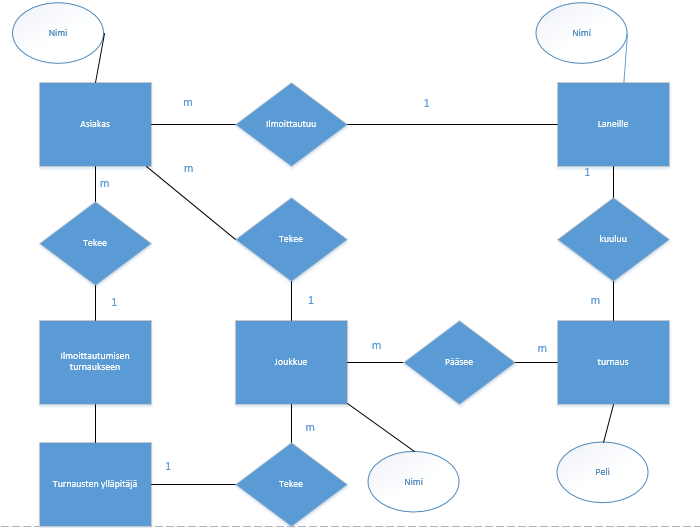 Nimi
Nimi
m
1
Asiakas
Ilmoittautuu
Laneille
m
1
m
Tekee
Tekee
kuuluu
1
1
m
Ilmoittautumisen
turnaukseen
Joukkue
m
Pääsee
m
turnaus
m
1
Turnausten ylläpitäjä
Tekee
Nimi
Peli